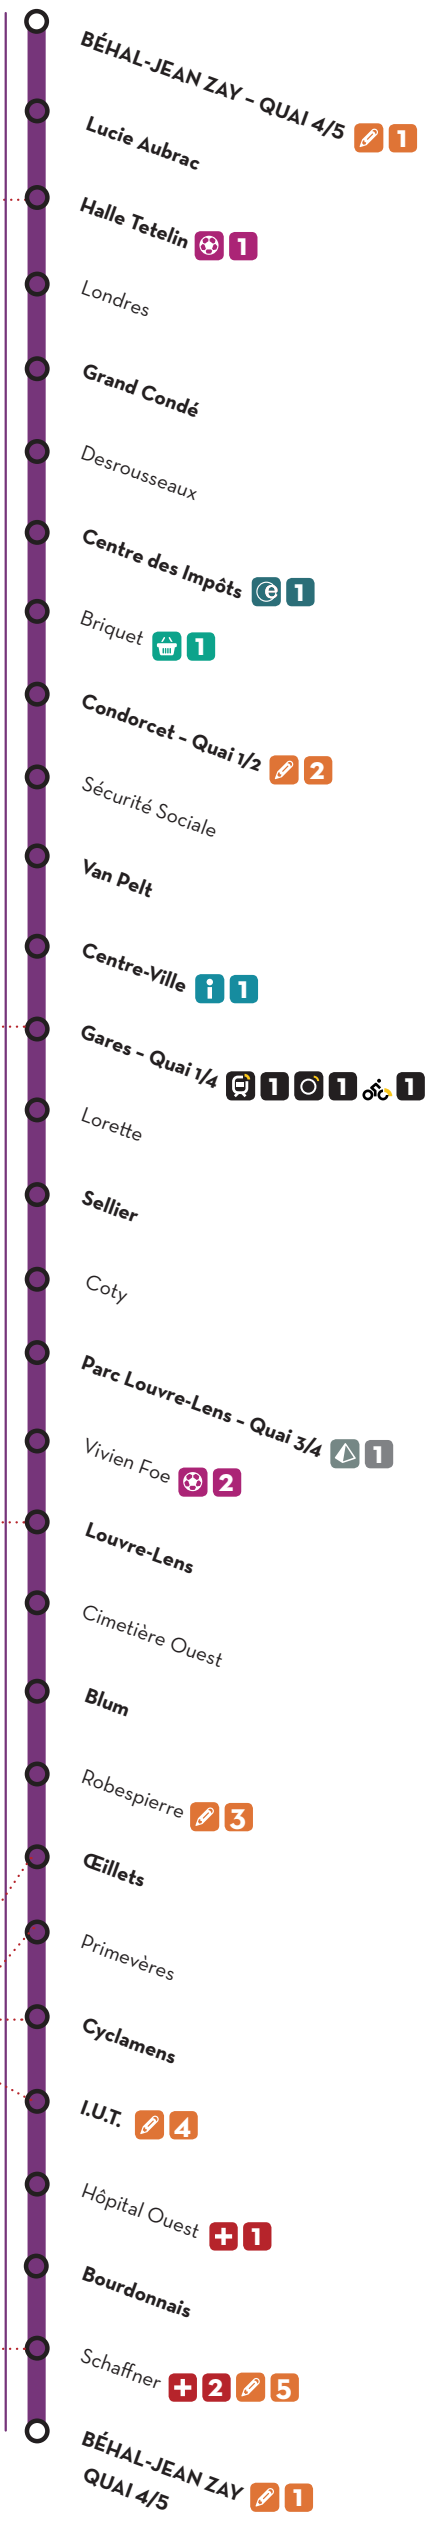 BÉHAL-JEAN ZAY – QUAI 4/5 1
Lucie Aubrac
Halle Tetelin 1
Londres
Grand Condé
Desrousseaux
Centre des Impôts e 1
Briquet 1
Condorcet – Quai 1/2 2
Sécurité Sociale
Van Pelt
Centre-Ville i 1
Gares – Quai 1/4 1 1 1
Lorette
Sellier
Coty
Parc Louvre-Lens – Quai 3/4 1
Vivien Foe 2
Louvre-Lens
Cimetière Ouest
Blum
Robespierre 3
Œillets
Primevères
Cyclamens
I.U.T. 4
Hôpital Ouest 1
Bourdonnais
Schaffner 2 5
BÉHAL-JEAN ZAY 1
QUAI 4/5